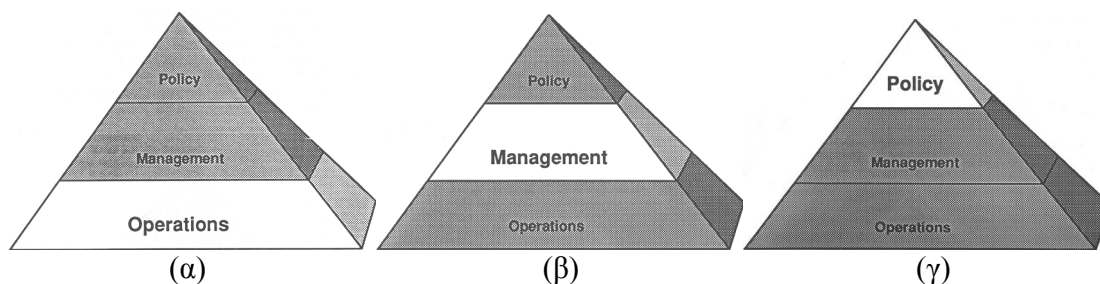 Policy
Management
Operations
(α)
Policy
Management
Operations
(β)
Policy
Management
Operations
(γ)